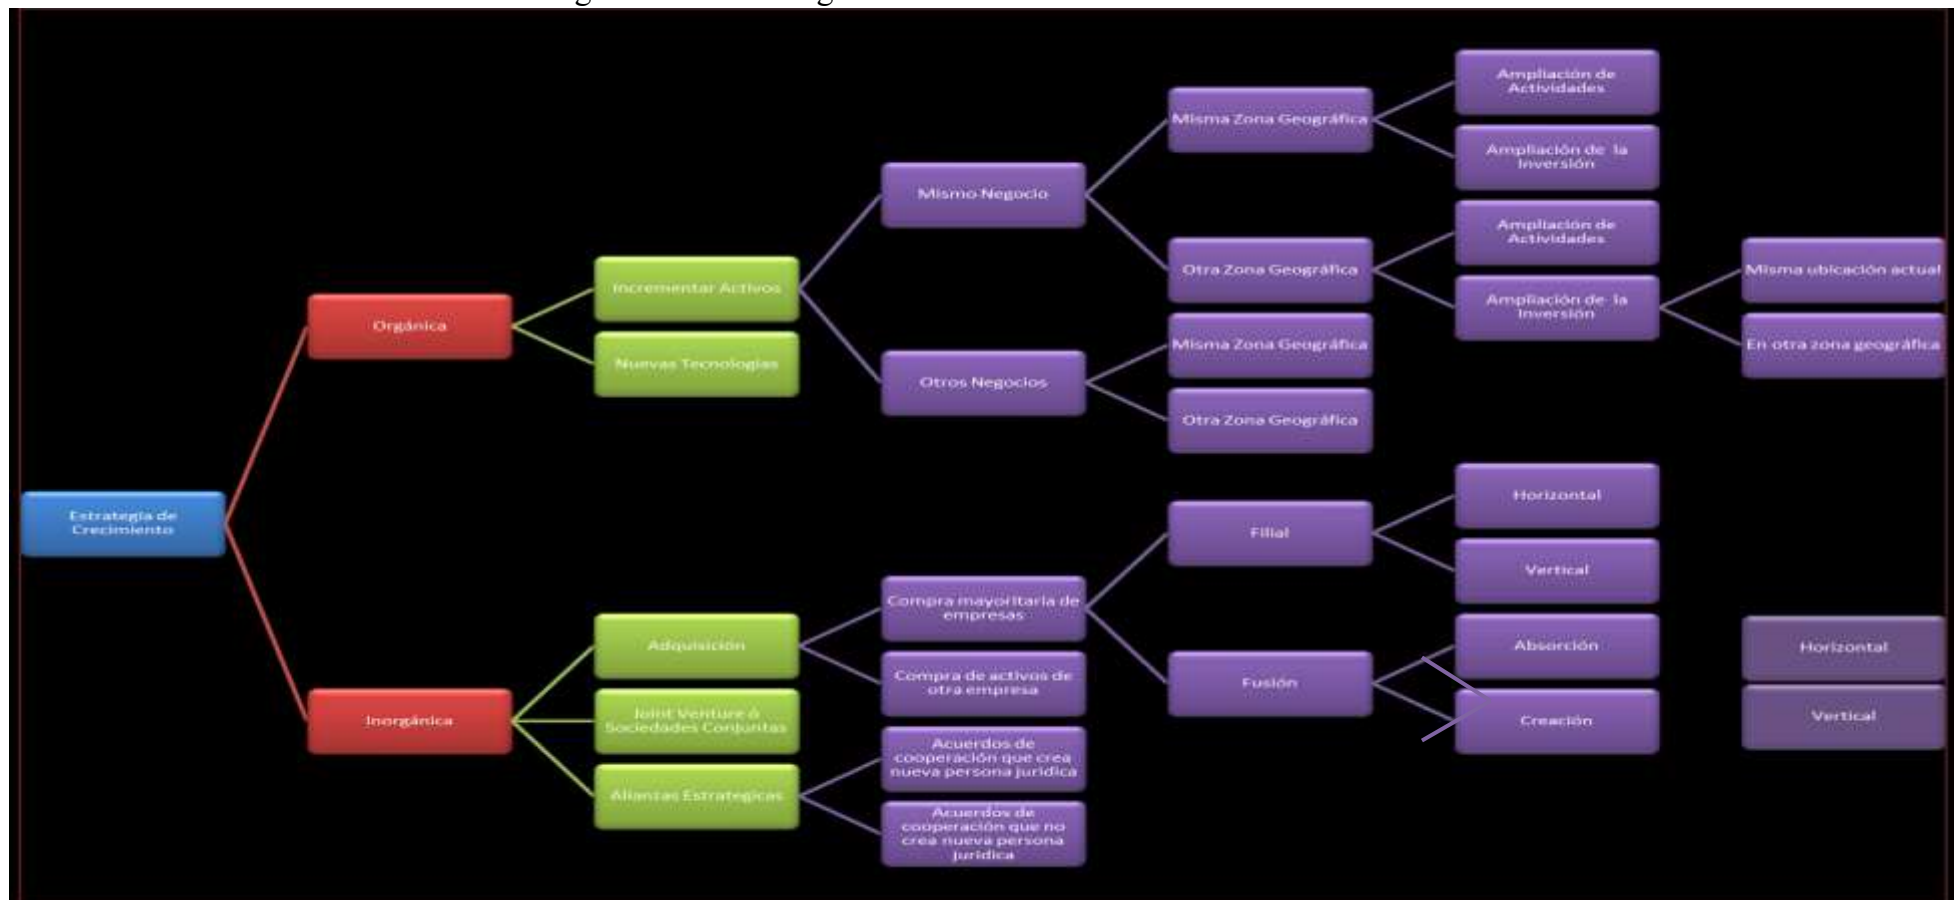 Ampliación de
Actividades
Misma Zona Geográfica
Ampliación de la
Inversión
Mismo Negocio
Ampliación de
Actividades
Otra Zona Geográfica
Misma ubicación actual
Incrementar Activos
Ampliación de la
Inversión
Orgánica
En otra zona geográfica
Misma Zona Geográfica
Nuevas Tecnologías
Otros Negocios
Otra Zona Geográfica
Estrategia de
Crecimiento
Horizontal
Filial
Vertical
Compra mayoritaria de
empresas
Adquisición
Absorción
Horizontal
Compra de activos de
otra empresa
Fusión
Inorgánica
Joint Venture ó
Sociedades Conjuntas
Creación
Vertical
Acuerdos de
cooperación que crea
nueva persona jurídica
Alianzas Estrategicas
Acuerdos de
cooperación que no
crea nueva persona
jurídica